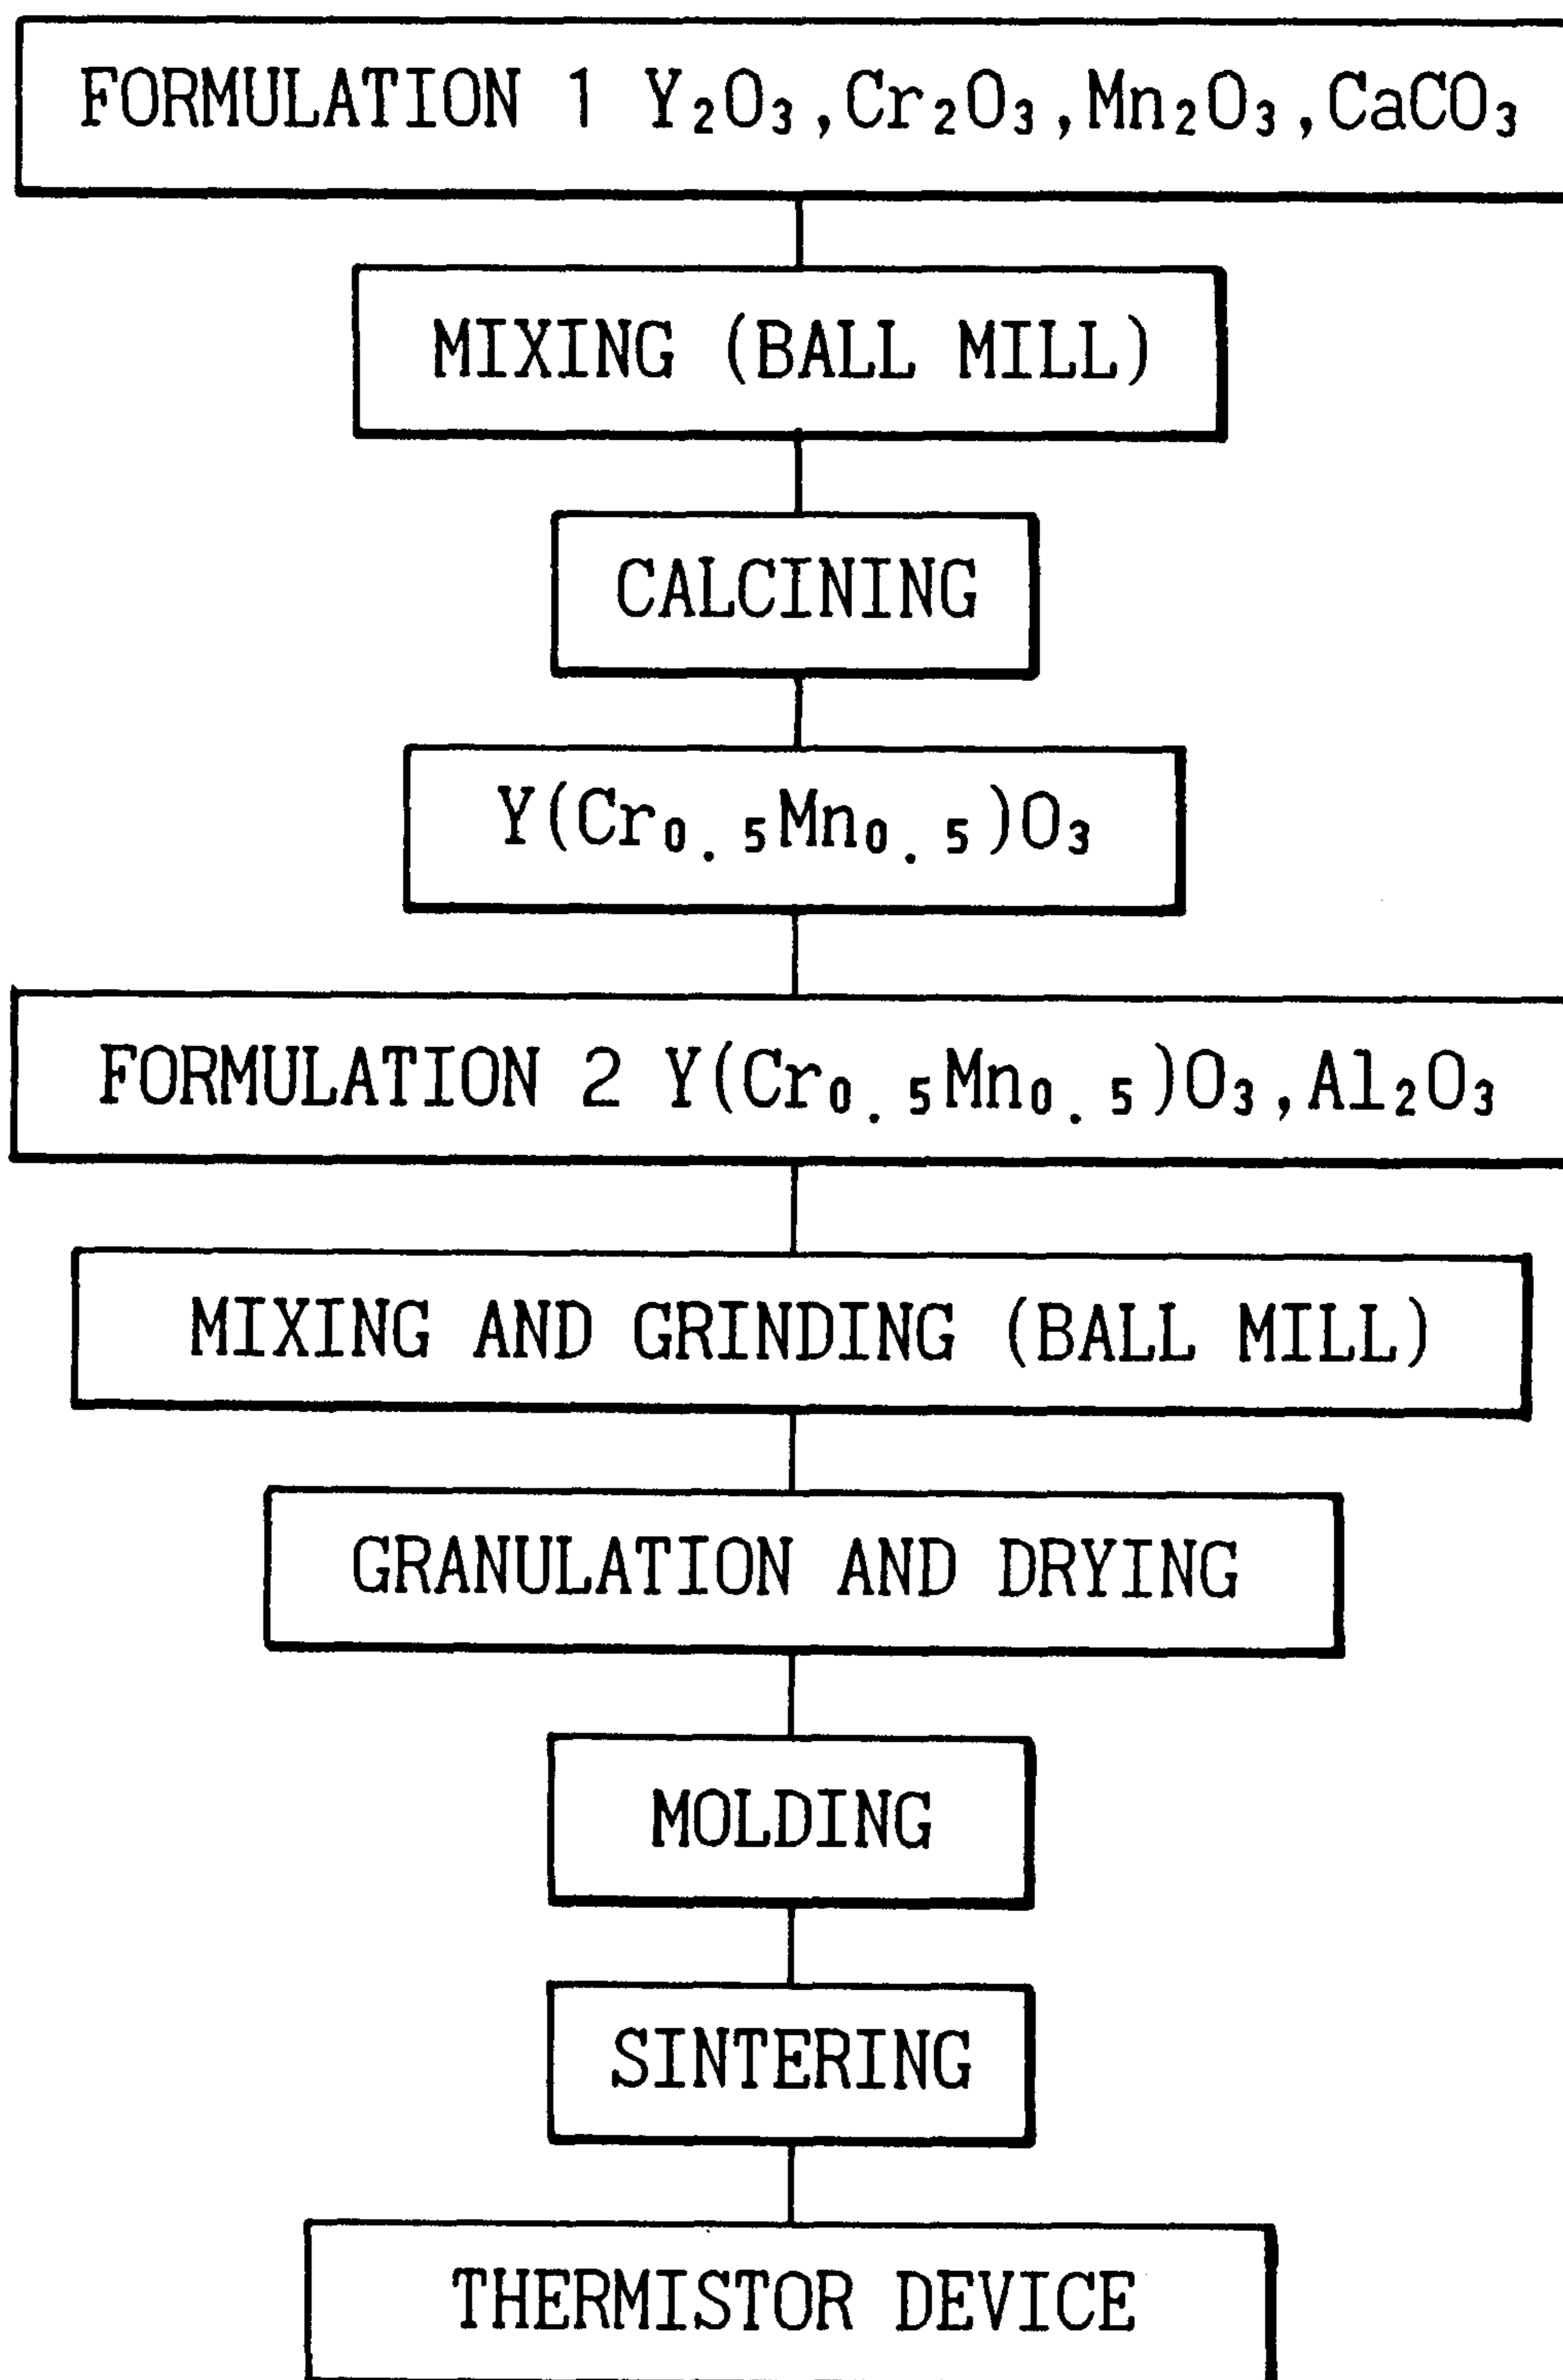 FORMULATION 1 Y₂O₃,Cr₂O₃,Mn₂O₃,CaCO₃
MIXING (BALL MILL)
CALCINING
Y(Cr₀.₅Mn₀.₅)O₃
FORMULATION 2 Y(Cr₀.₅Mn₀.₅)O₃,Al₂O₃
MIXING AND GRINDING (BALL MILL)
GRANULATION AND DRYING
MOLDING
SINTERING
THERMISTOR DEVICE